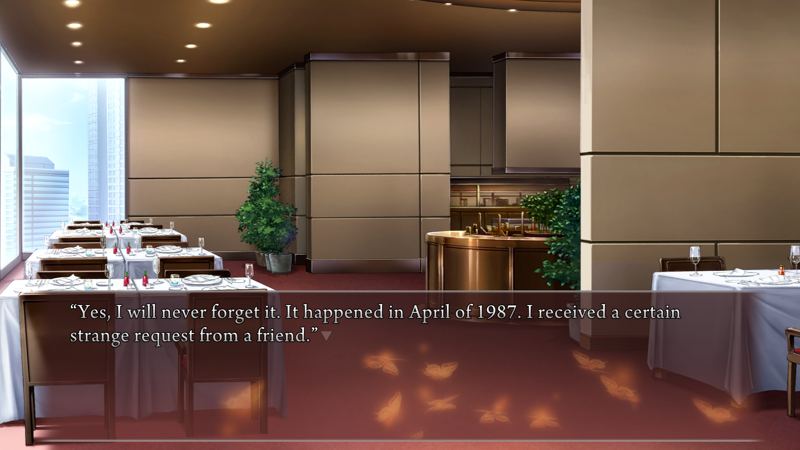 “Yes, I will never forget it. It happened in April of 1987. I received a certain
strange request from a friend.”